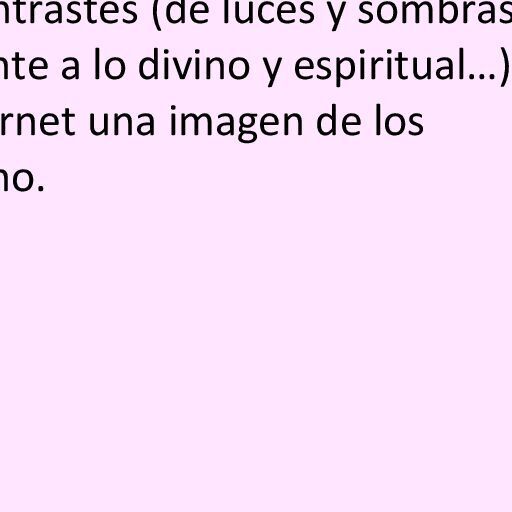 ntrastes (de luces y sombras
nte a lo divino y espiritual...)
rnet una imagen de los
no.